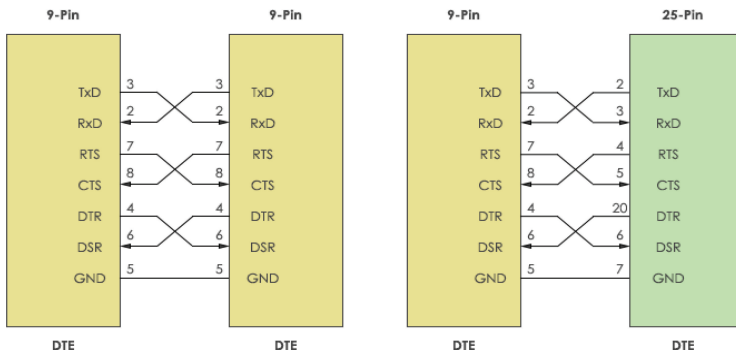 9-Pin 9-Pin 9-Pin 25-Pin
TxD 3 3 TxD TxD 3 2 TxD
RxD 2 2 RxD RxD 2 3 RxD
RTS 7 7 RTS RTS 7 4 RTS
CTS 8 8 CTS CTS 8 5 CTS
DTR 4 4 DTR DTR 4 20 DTR
DSR 6 6 DSR DSR 6 6 DSR
GND 5 5 GND GND 5 7 GND
DTE DTE DTE DTE